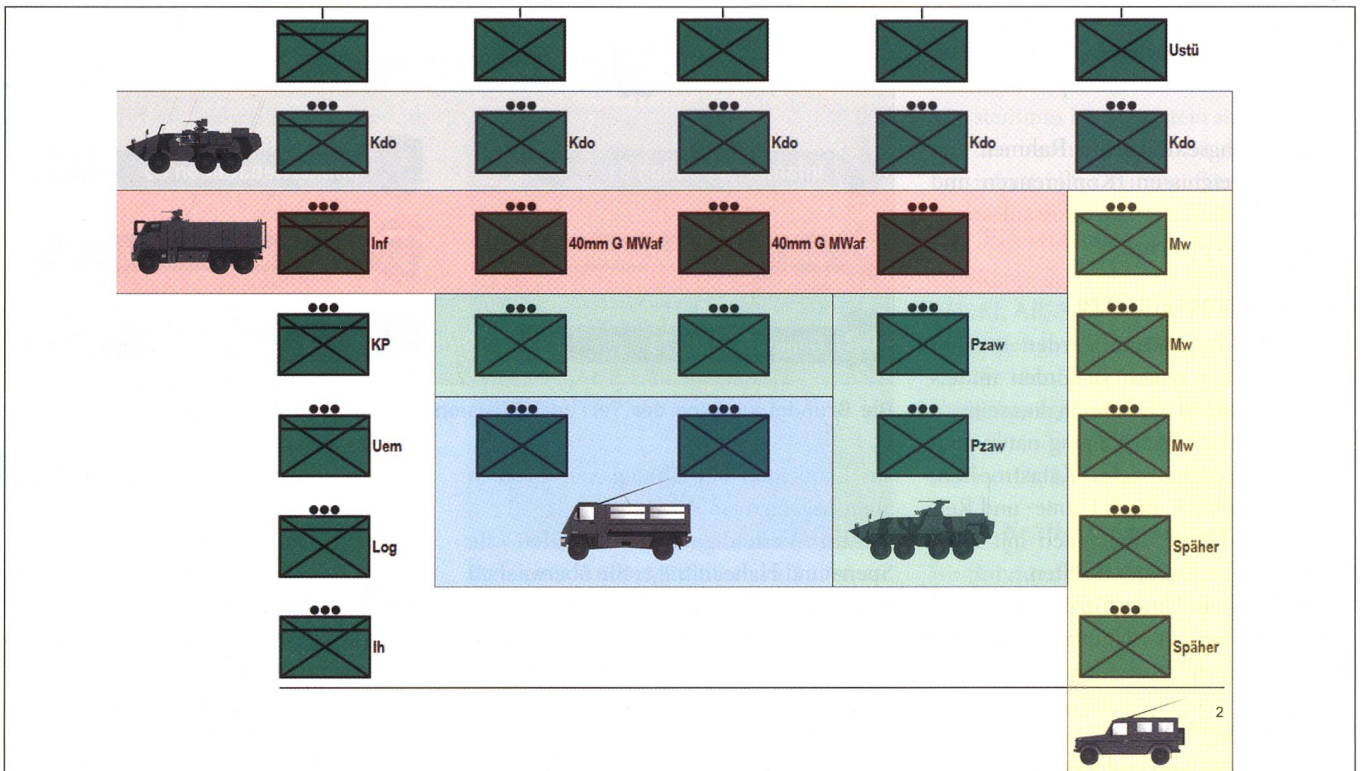 Ustü
Kdo Kdo Kdo Kdo Kdo
Inf 40mm G MWaf 40mm G MWaf Mw
KP Pzaw Mw
Uem Pzaw Mw
Log Späher
Ih Späher
2